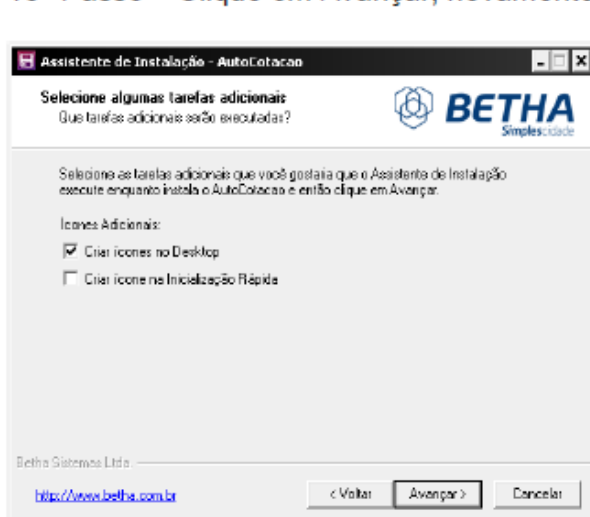 Assistente de Instalação - AutoCotacao
Selecione algumas tarefas adicionais
Que tarefas adicionais serão executadas?
BETHA
Simplescidade
Selecione as tarefas adicionais que você gostaria que o Assistente de Instalação
execute enquanto instala o AutoCotacao e então clique em Avançar.
Ícones Adicionais:
Criar ícones no Desktop
Criar ícone na Inicialização Rápida
Betha Sistemas Ltda.
http://www.betha.com.br
< Voltar
Avançar >
Cancelar